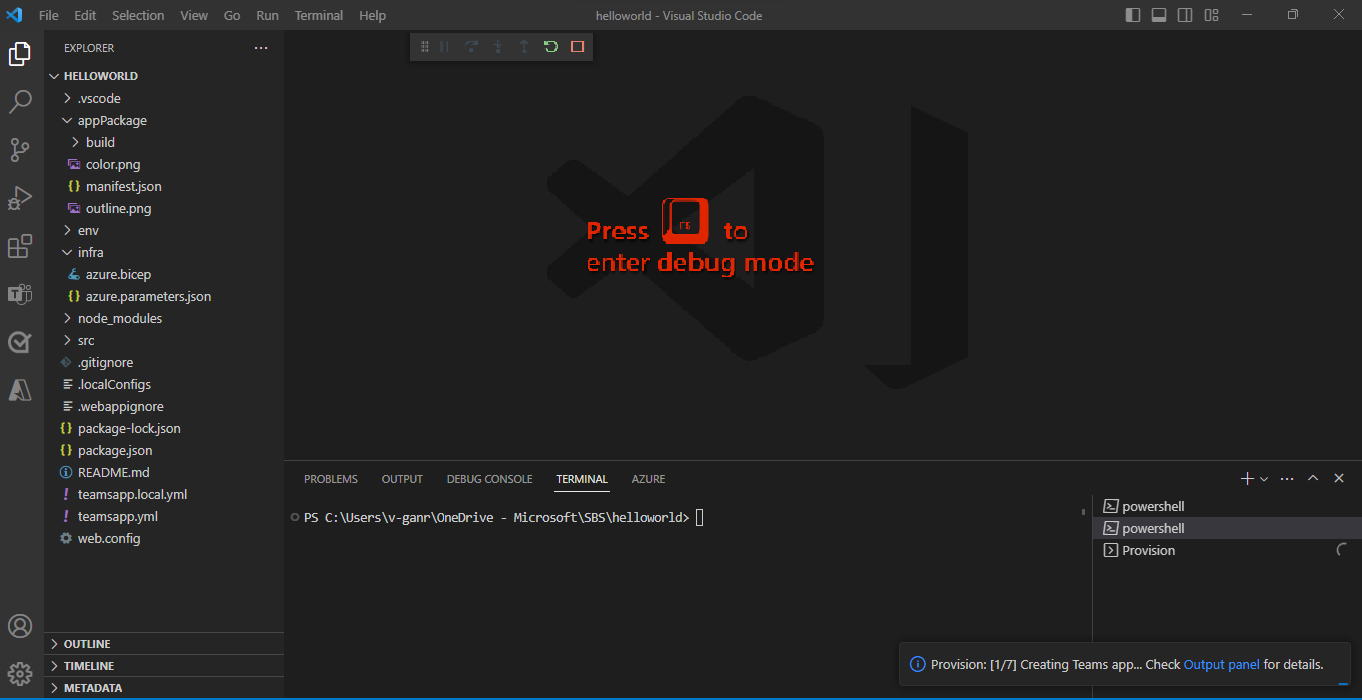 File Edit Selection View Go Run Terminal Help
helloworld - Visual Studio Code
EXPLORER
HELLOWORLD
.vscode
appPackage
build
color.png
manifest.json
outline.png
env
infra
azure.bicep
azure.parameters.json
node_modules
src
.gitignore
.localConfigs
.webappignore
package-lock.json
package.json
README.md
teamsapp.local.yml
teamsapp.yml
web.config
OUTLINE
TIMELINE
METADATA
Press F5 to
enter debug mode
PROBLEMS OUTPUT DEBUG CONSOLE TERMINAL AZURE
PS C:\Users\v-ganr\OneDrive - Microsoft\SBS\helloworld>
powershell
powershell
Provision
Provision: [1/7] Creating Teams app... Check Output panel for details.